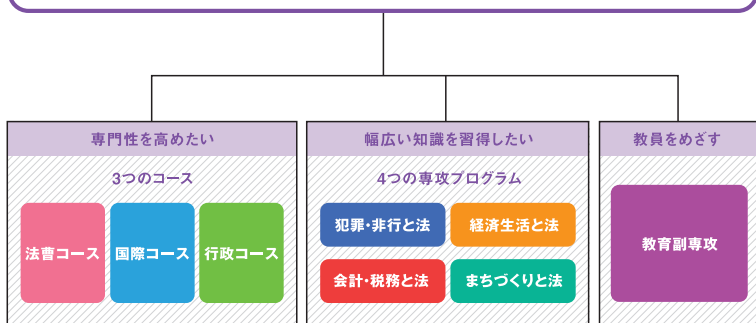 専門性を高めたい
3つのコース
法曹コース
国際コース
行政コース
幅広い知識を習得したい
4つの専攻プログラム
犯罪・非行と法
経済生活と法
会計・税務と法
まちづくりと法
教員をめざす
教育副専攻